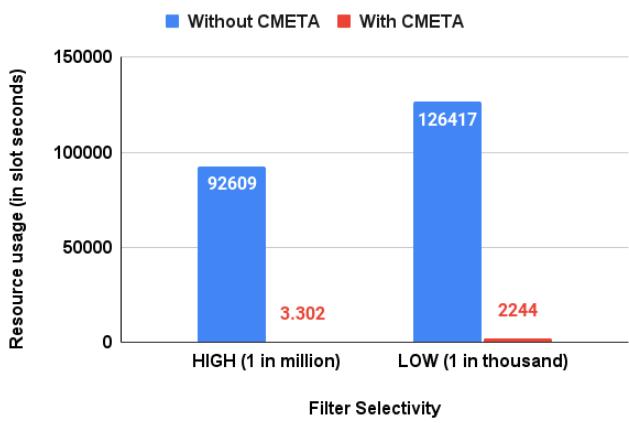 Without CMETA With CMETA
Resource usage (in slot seconds)
150000
100000
50000
0
92609
3.302
126417
2244
HIGH (1 in million)
LOW (1 in thousand)
Filter Selectivity